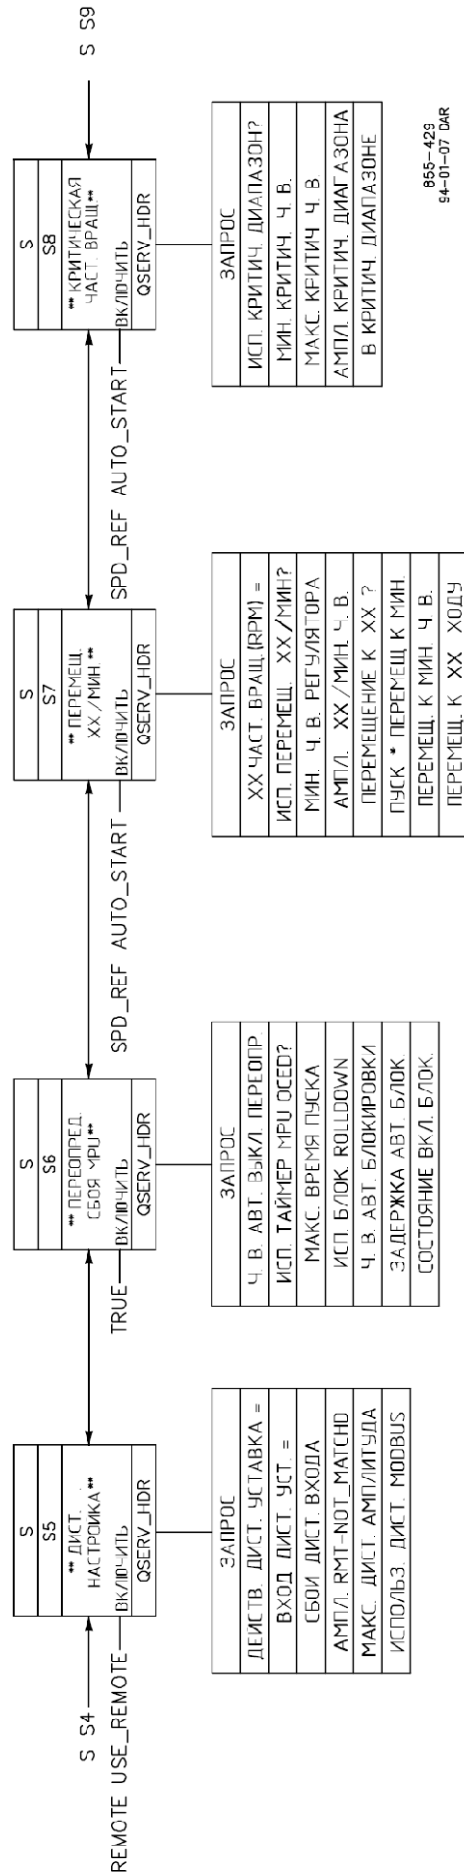 S S4
REMOTE USE_REMOTE
S
S5
** ДИСТ.
НАСТРОЙКА**
ВКЛЮЧИТЬ
QSERV_HDR
ЗАПРОС
ДЕЙСТВ. ДИСТ. УСТАВКА =
ВХОД ДИСТ. УСТ. =
СБОИ ДИСТ. ВХОДА
АМПЛ. RMT-NOT_MATCHD
МАКС. ДИСТ. АМПЛИТУДА
ИСПОЛЬЗ. ДИСТ. MODBUS
TRUE
S
S6
** ПЕРЕОПРЕД.
СБОЯ MPU**
ВКЛЮЧИТЬ
QSERV_HDR
ЗАПРОС
Ч. В. АВТ. ВЫКЛ. ПЕРЕОПР.
ИСП. ТАЙМЕР MPU OCED?
МАКС. ВРЕМЯ ПУСКА
ИСП. БЛОК. ROLLDOWN
Ч. В. АВТ. БЛОКИРОВКИ
ЗАДЕРЖКА АВТ. БЛОК.
СОСТОЯНИЕ ВКЛ. БЛОК.
SPD_REF AUTO_START
S
S7
** ПЕРЕМЕЩ.
ХХ/МИН.**
ВКЛЮЧИТЬ
QSERV_HDR
ЗАПРОС
ХХ ЧАСТ. ВРАЩ.(RPM) =
ИСП. ПЕРЕМЕЩ. ХХ/МИН?
МИН. Ч. В. РЕГУЛЯТОРА
АМПЛ. ХХ/МИН. Ч. В.
ПЕРЕМЕЩЕНИЕ К ХХ ?
ПУСК * ПЕРЕМЕЩ К МИН.
ПЕРЕМЕЩ. К МИН. Ч В.
ПЕРЕМЕЩ. К ХХ ХОДУ
SPD_REF AUTO_START
S
S8
** КРИТИЧЕСКАЯ
ЧАСТ. ВРАЩ.**
ВКЛЮЧИТЬ
QSERV_HDR
ЗАПРОС
ИСП. КРИТИЧ. ДИАПАЗОН?
МИН. КРИТИЧ. Ч. В.
МАКС. КРИТИЧ Ч. В.
АМПЛ. КРИТИЧ. ДИАПАЗОНА
В КРИТИЧ. ДИАПАЗОНЕ
S S9
855-429
94-01-07 DAR